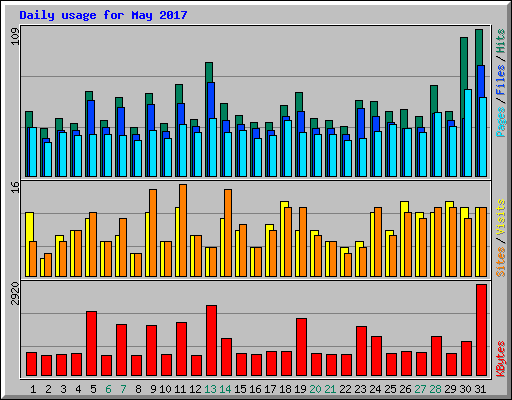 Daily usage for May 2017
109
Pages / Files / Hits
16
Sites / Visits
2920
KBytes
1 2 3 4 5 6 7 8 9 10 11 12 13 14 15 16 17 18 19 20 21 22 23 24 25 26 27 28 29 30 31